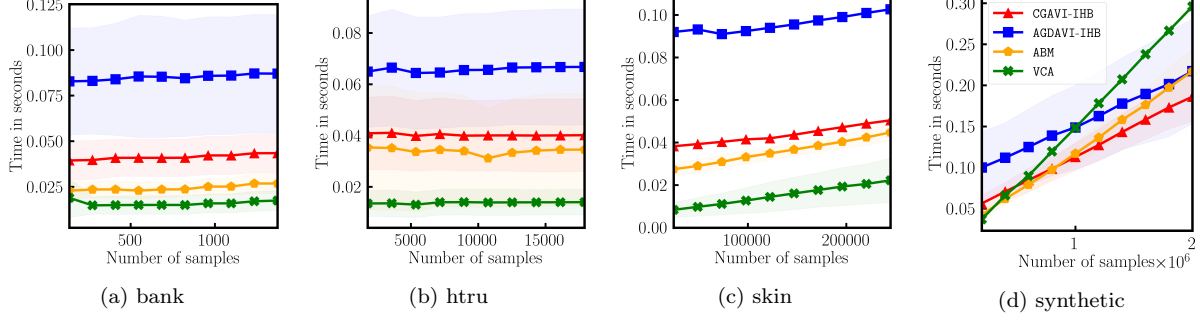 0.125
0.100
0.075
0.050
0.025
Time in seconds
500
1000
Number of samples
(a) bank
0.08
0.06
0.04
0.02
Time in seconds
5000
10000
15000
Number of samples
(b) htru
0.10
0.08
0.06
0.04
0.02
0.00
Time in seconds
100000
200000
Number of samples
(c) skin
0.30
0.25
0.20
0.15
0.10
0.05
Time in seconds
CGAVI-IHB
AGDAVI-IHB
ABM
VCA
1
2
Number of samples×10⁶
(d) synthetic